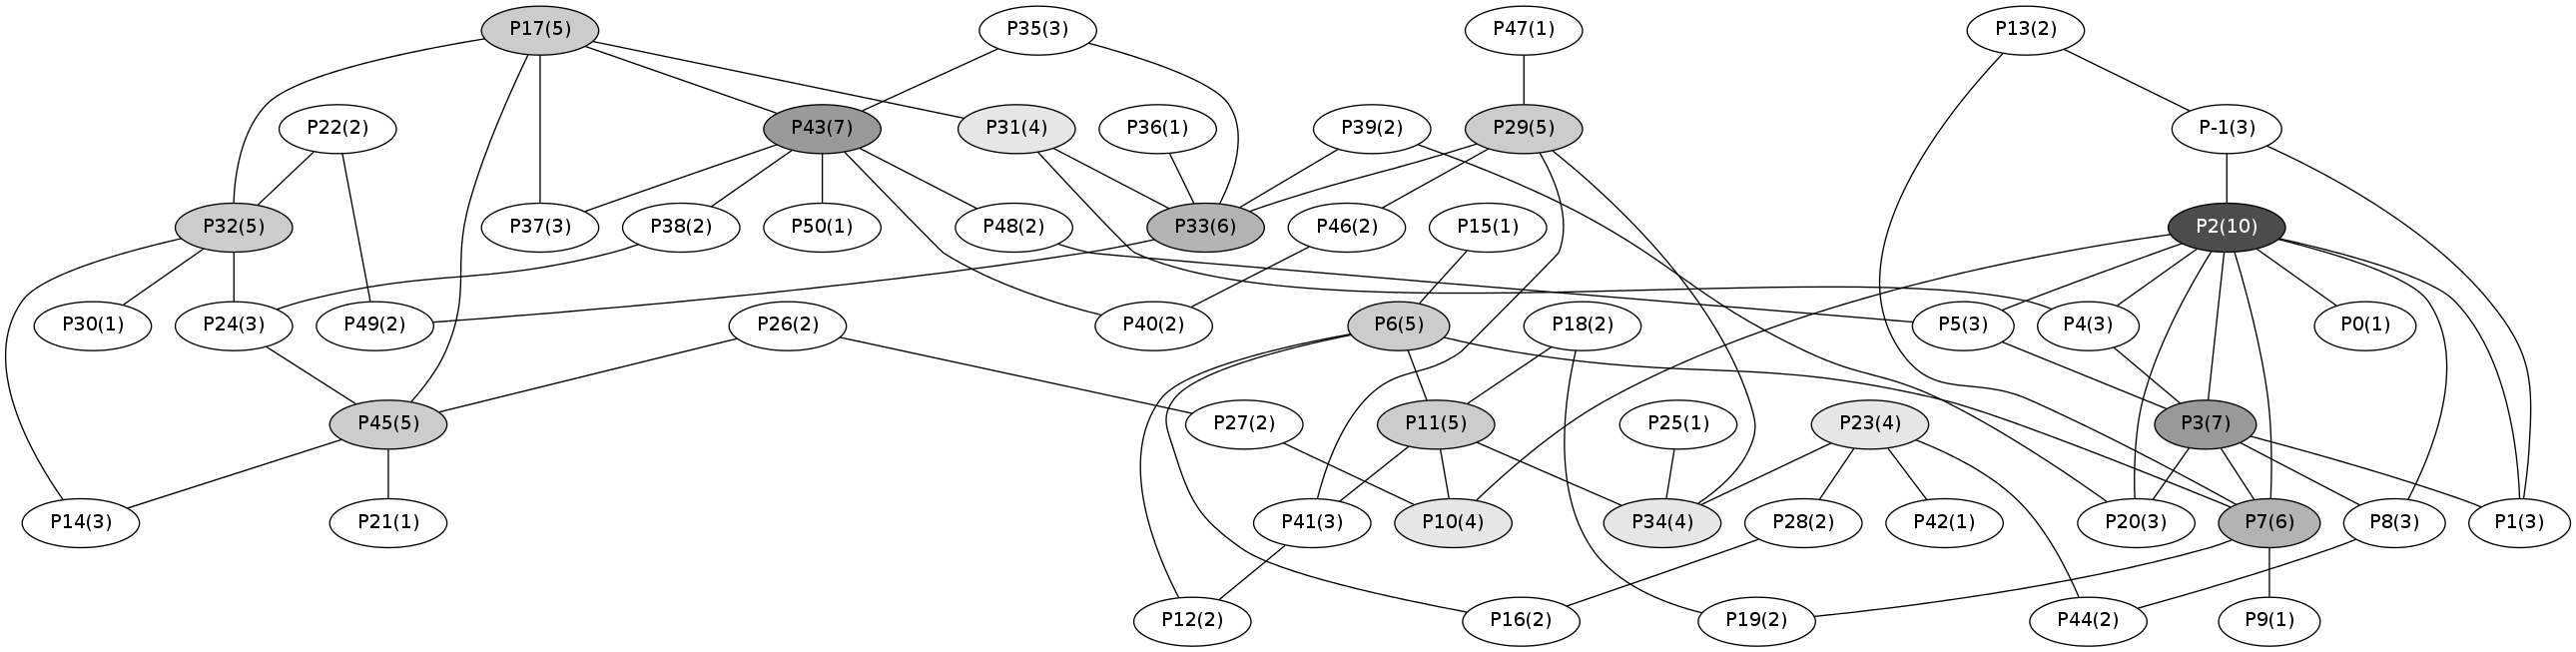 P17(5) P35(3) P47(1) P13(2)
P22(2) P43(7) P31(4) P36(1) P39(2) P29(5) P-1(3)
P32(5) P37(3) P38(2) P50(1) P48(2) P33(6) P46(2) P15(1) P2(10)
P30(1) P24(3) P49(2) P26(2) P40(2) P6(5) P18(2) P5(3) P4(3) P0(1)
P45(5) P27(2) P11(5) P25(1) P23(4) P3(7)
P14(3) P21(1) P41(3) P10(4) P34(4) P28(2) P42(1) P20(3) P7(6) P8(3) P1(3)
P12(2) P16(2) P19(2) P44(2) P9(1)